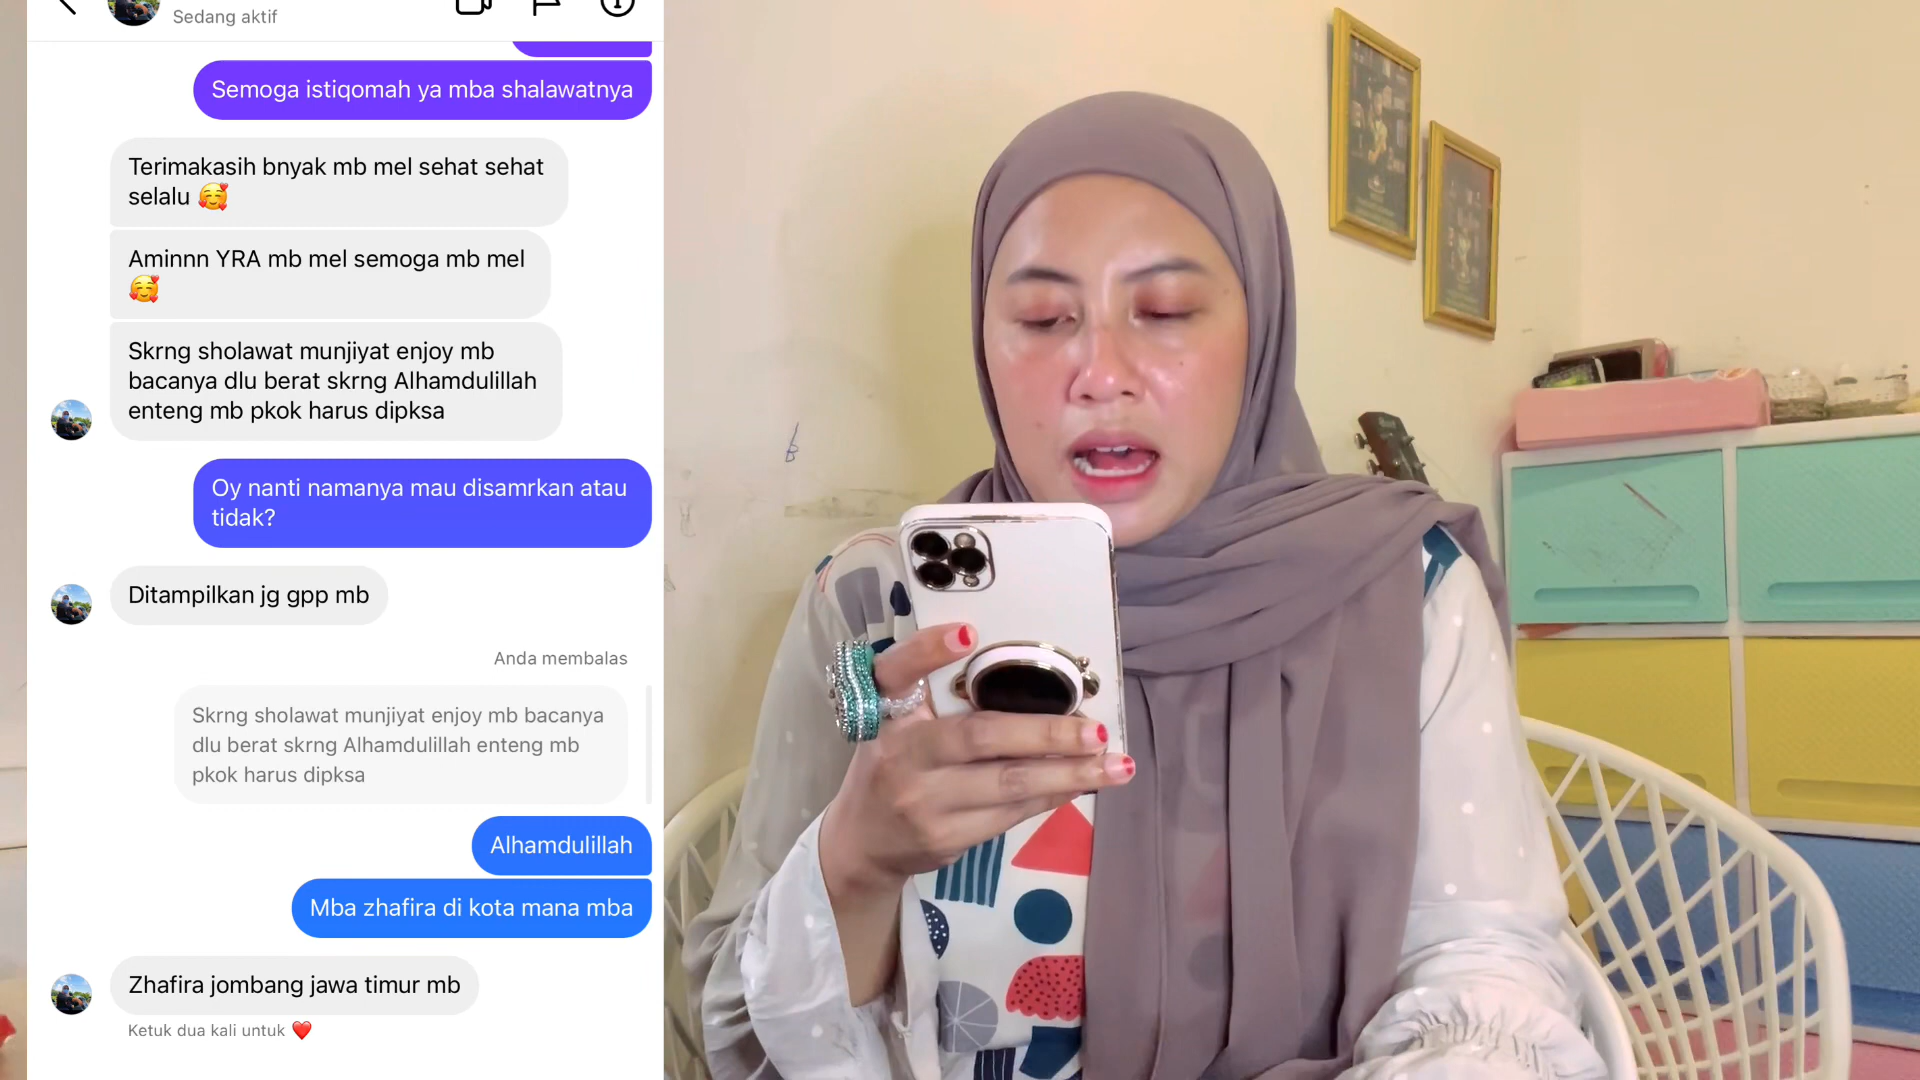 Sedang aktif
Semoga istiqomah ya mba shalawatnya
Terimakasih bnyak mb mel sehat sehat
selalu 🥰
Aminnn YRA mb mel semoga mb mel
🥰
Skrng sholawat munjiyat enjoy mb
bacanya dlu berat skrng Alhamdulillah
enteng mb pkok harus dipksa
Oy nanti namanya mau disamrkan atau
tidak?
Ditampilkan jg gpp mb
Anda membalas
Skrng sholawat munjiyat enjoy mb bacanya
dlu berat skrng Alhamdulillah enteng mb
pkok harus dipksa
Alhamdulillah
Mba zhafira di kota mana mba
Zhafira jombang jawa timur mb
Ketuk dua kali untuk ❤️